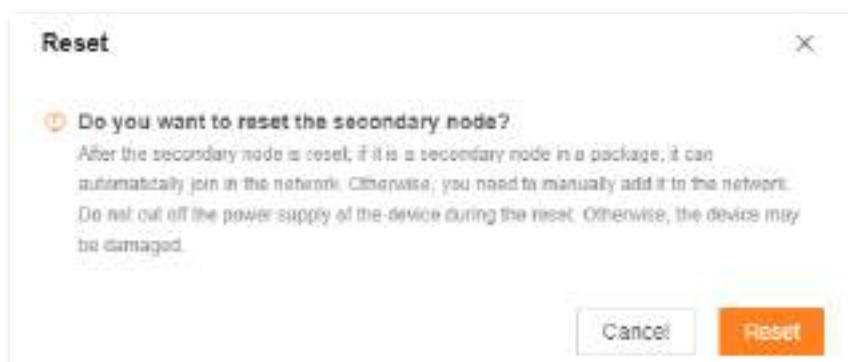 Reset
Do you want to reset the secondary node?
After the secondary node is reset, if it is a secondary node in a package, it can
automatically join in the network. Otherwise, you need to manually add it to the network.
Do not cut off the power supply of the device during the reset. Otherwise, the device may
be damaged.
Cancel
Reset